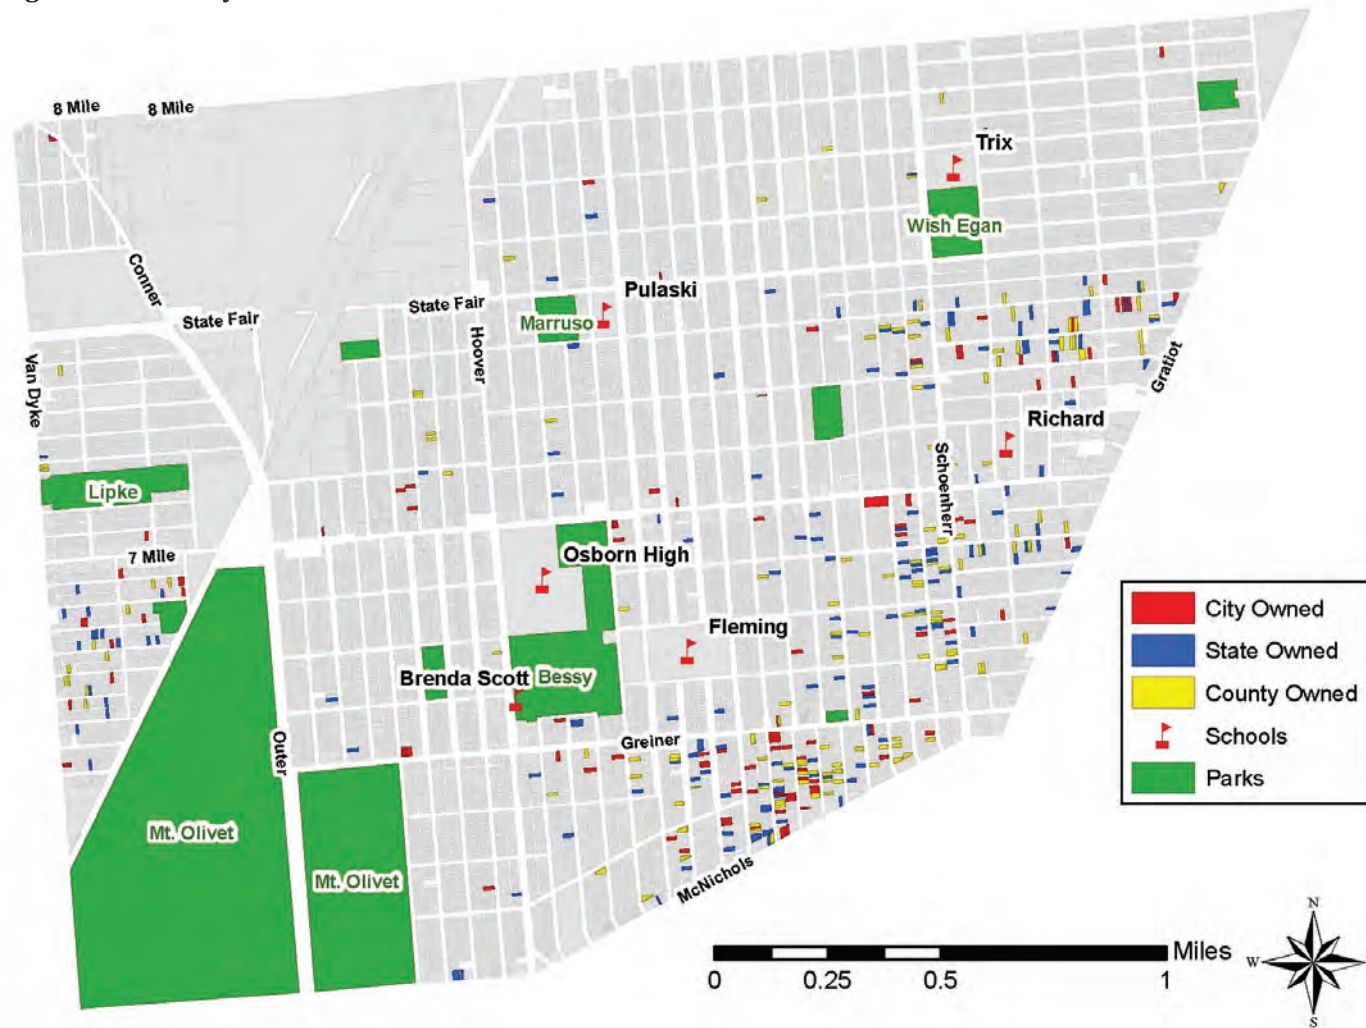 8 Mile
8 Mile
Trix
Wish Egan
Conner
Pulaski
State Fair
State Fair
Marruso
Hoover
Van Dyke
Gratiot
Richard
Schoenherr
Lipke
7 Mile
Osborn High
Fleming
Brenda Scott
Bessy
Outer
Greiner
Mt. Olivet
Mt. Olivet
McNichols
City Owned
State Owned
County Owned
Schools
Parks
Miles
0 0.25 0.5 1
N
W
S